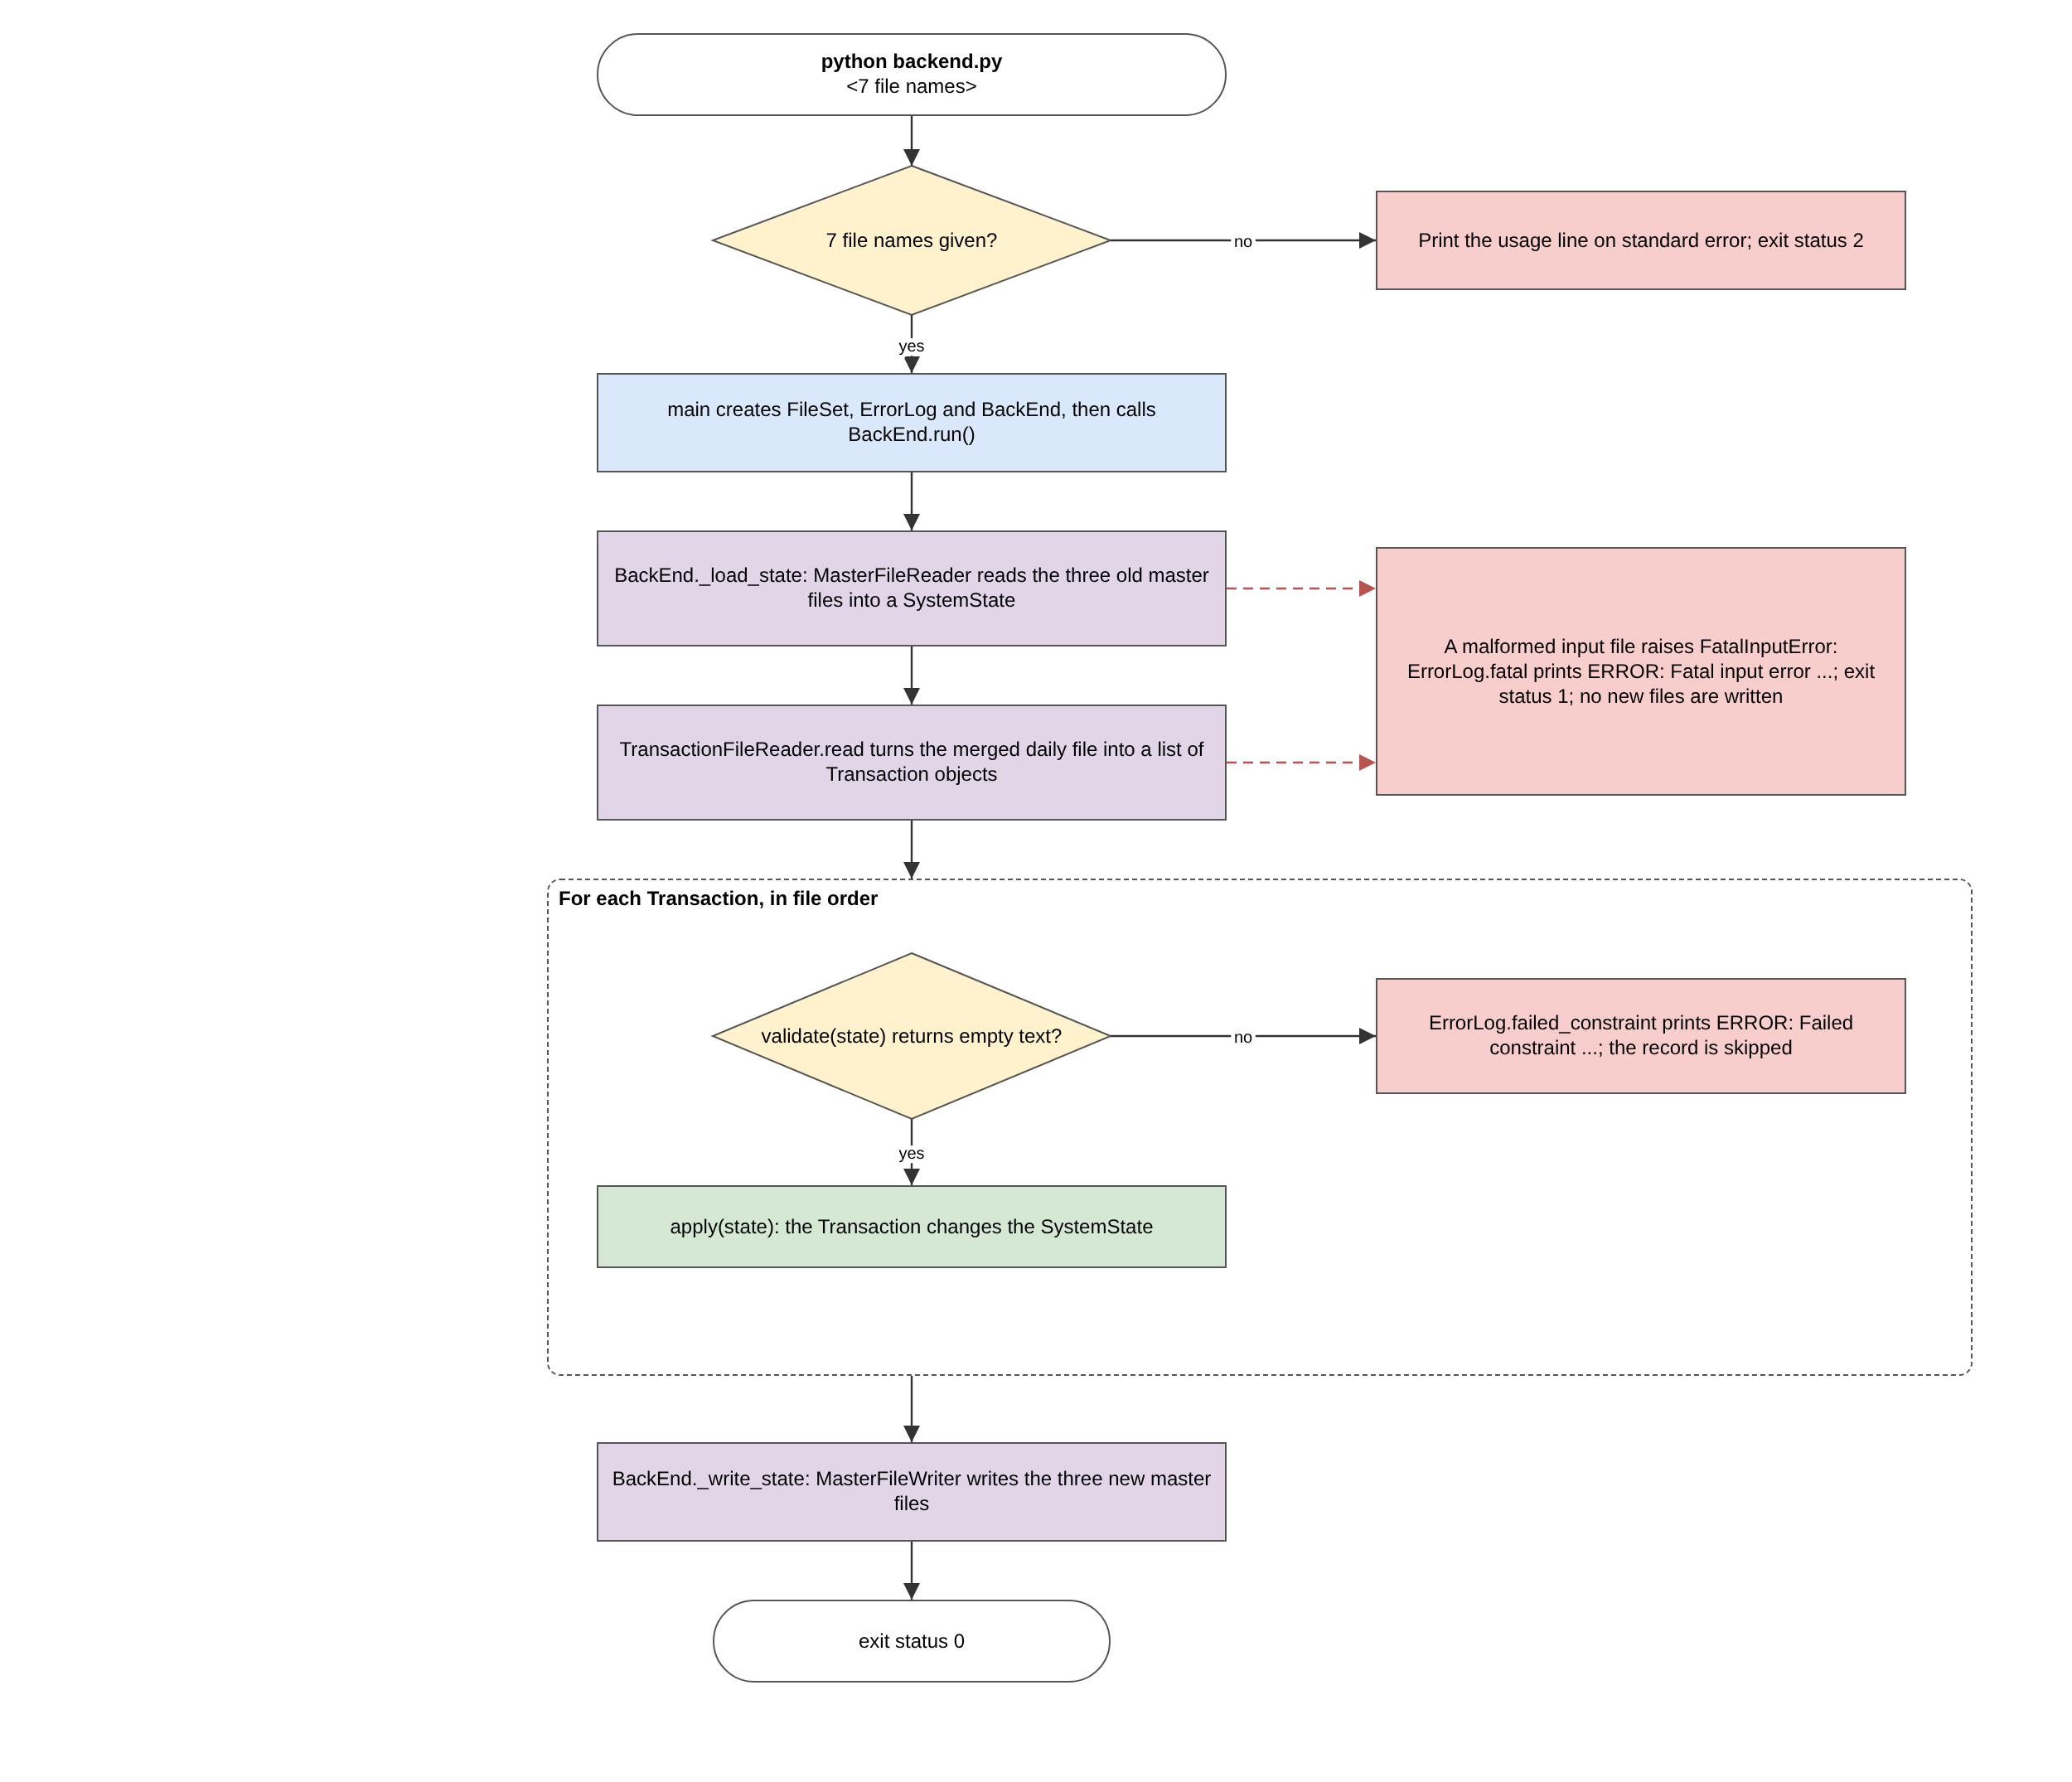 python backend.py
<7 file names>
7 file names given?
no
Print the usage line on standard error; exit status 2
yes
main creates FileSet, ErrorLog and BackEnd, then calls
BackEnd.run()
BackEnd._load_state: MasterFileReader reads the three old master
files into a SystemState
A malformed input file raises FatalInputError:
ErrorLog.fatal prints ERROR: Fatal input error ...; exit
status 1; no new files are written
TransactionFileReader.read turns the merged daily file into a list of
Transaction objects
For each Transaction, in file order
validate(state) returns empty text?
no
ErrorLog.failed_constraint prints ERROR: Failed
constraint ...; the record is skipped
yes
apply(state): the Transaction changes the SystemState
BackEnd._write_state: MasterFileWriter writes the three new master
files
exit status 0